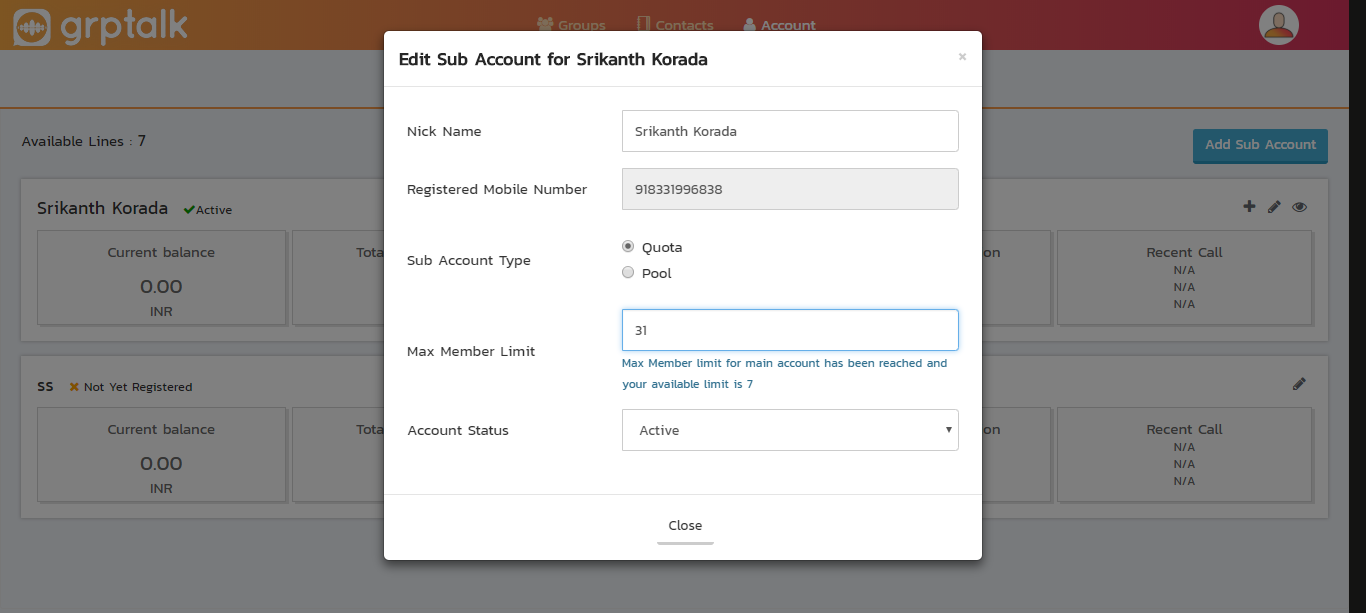 grptalk
Groups Contacts Account
Edit Sub Account for Srikanth Korada ×
Available Lines : 7
Add Sub Account
Nick Name Srikanth Korada
Registered Mobile Number 918331996838
Srikanth Korada Active
Current balance Tota on Recent Call
0.00 N/A
INR N/A
N/A
Sub Account Type
Quota
Pool
Max Member Limit 31
Max Member limit for main account has been reached and
your available limit is 7
SS Not Yet Registered
Current balance Tota on Recent Call
0.00 N/A
INR N/A
N/A
Account Status Active
Close